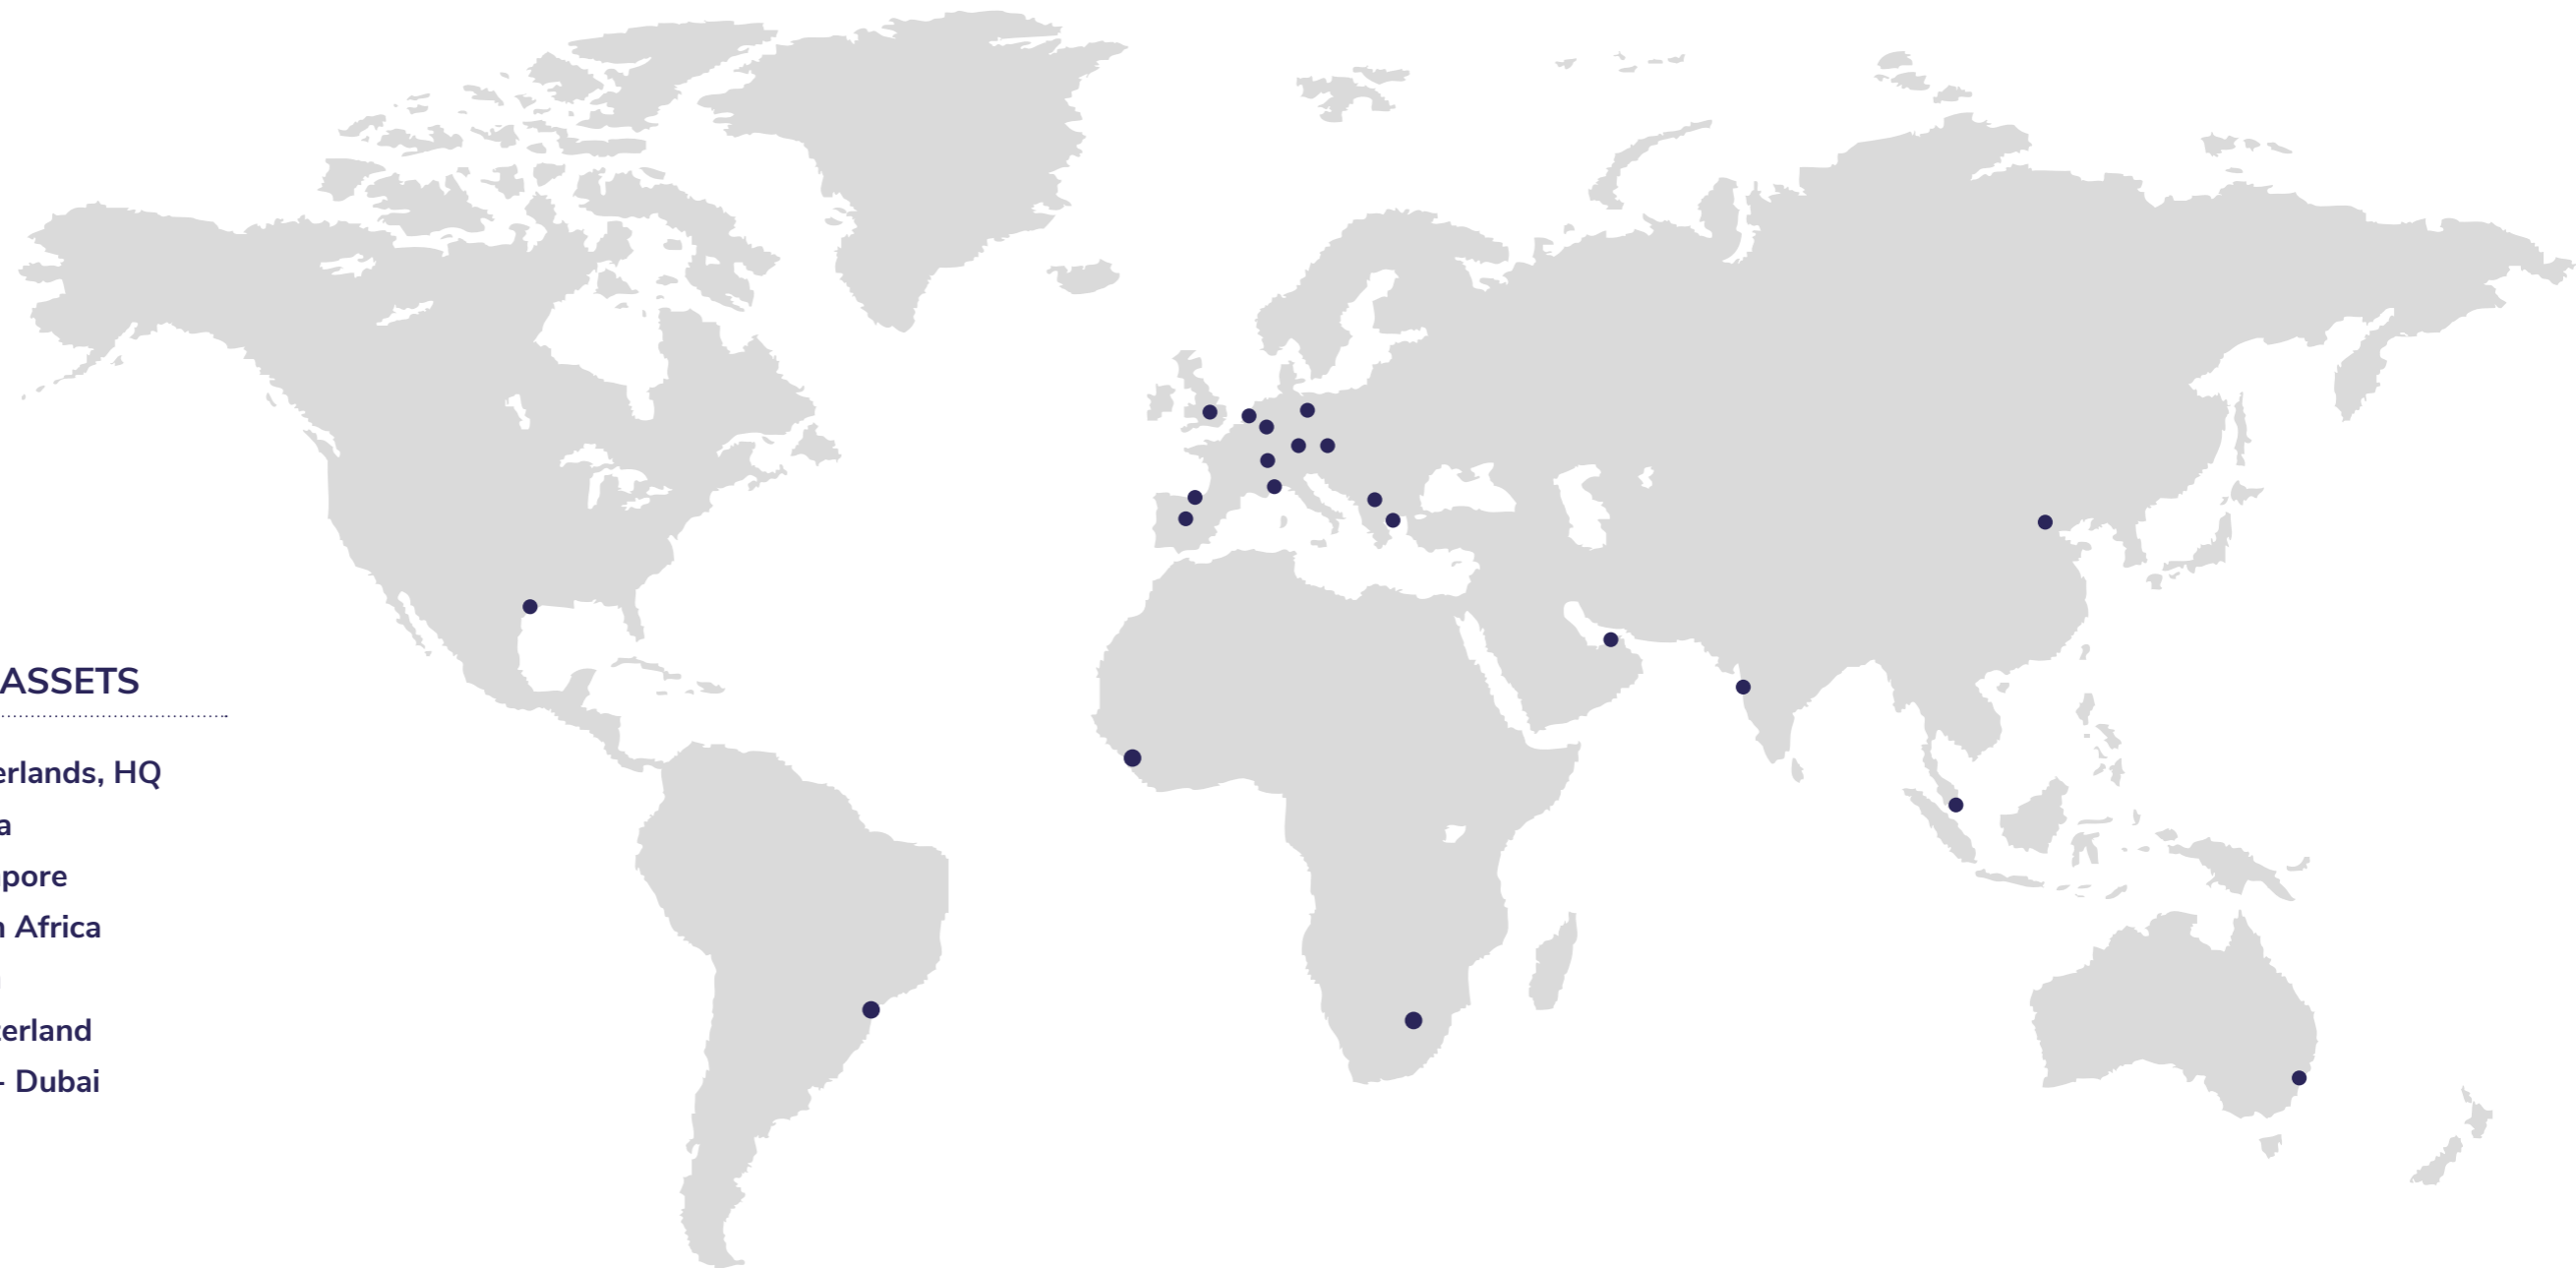 ASSETS
erlands, HQ
a
pore
Africa
erland
- Dubai